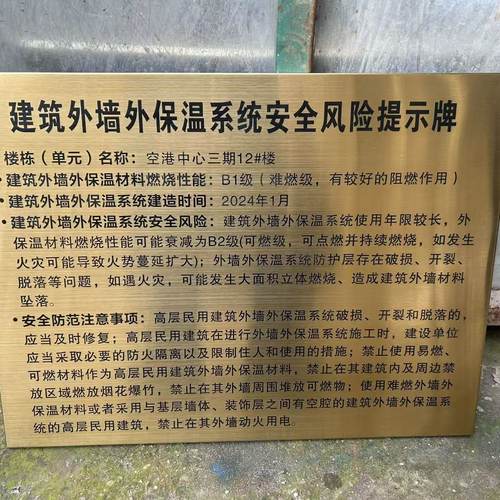 建筑外墙外保温系统安全风险提示牌
楼栋（单元）名称：空港中心三期12#楼
•建筑外墙外保温材料燃烧性能：B1级（难燃级，有较好的阻燃作用）
•建筑外墙外保温系统建造时间：2024年1月
•建筑外墙外保温系统安全风险：建筑外墙外保温系统使用年限较长，外
保温材料燃烧性能可能衰减为B2级(可燃级，可点燃并持续燃烧，如发生
火灾可能导致火势蔓延扩大)；外墙外保温系统防护层存在破损、开裂、
脱落等问题，如遇火灾，可能发生大面积立体燃烧、造成建筑外墙材料
坠落。
•安全防范注意事项：高层民用建筑外墙外保温系统破损、开裂和脱落的，
应当及时修复；高层民用建筑在进行外墙外保温系统施工时，建设单位
应当采取必要的防火隔离以及限制住人和使用的措施；禁止使用易燃、
可燃材料作为高层民用建筑外墙外保温材料，禁止在其建筑内及周边禁
放区域燃放烟花爆竹，禁止在其外墙周围堆放可燃物；使用难燃外墙外
保温材料或者采用与基层墙体、装饰层之间有空腔的建筑外墙外保温系
统的高层民用建筑，禁止在其外墙动火用电。